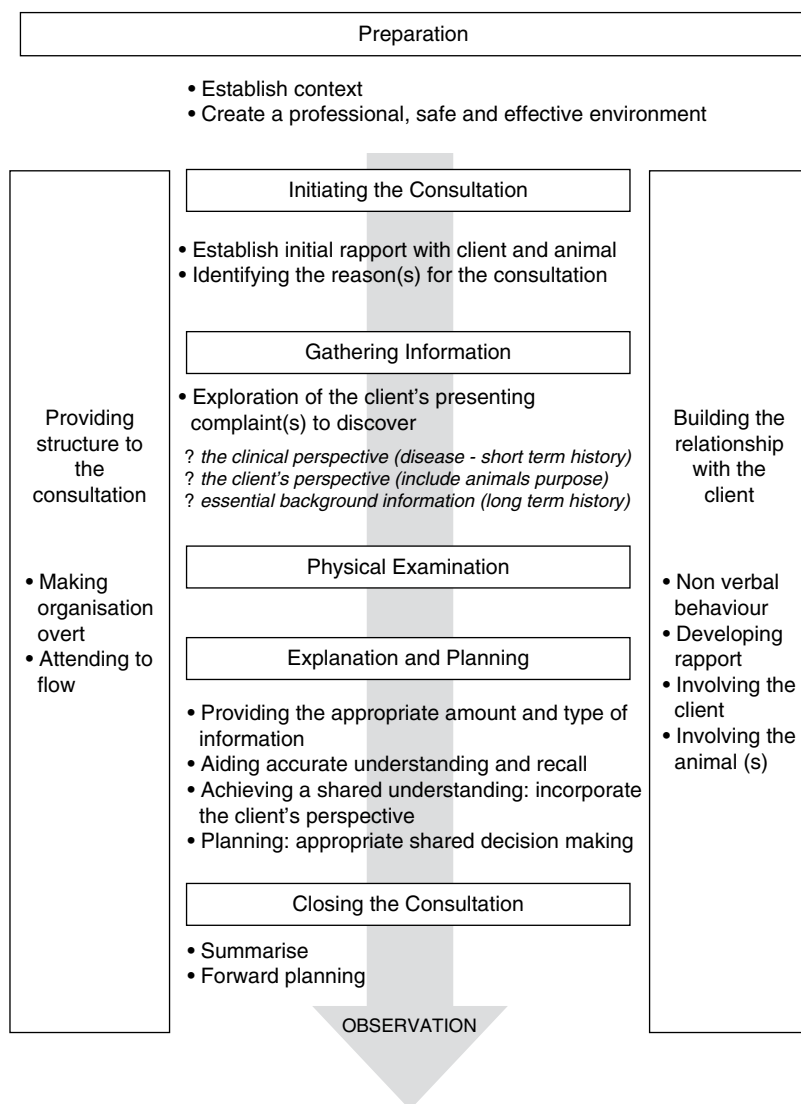 Preparation
• Establish context
• Create a professional, safe and effective environment
Initiating the Consultation
• Establish initial rapport with client and animal
• Identifying the reason(s) for the consultation
Gathering Information
• Exploration of the client's presenting
complaint(s) to discover
? the clinical perspective (disease - short term history)
? the client's perspective (include animals purpose)
? essential background information (long term history)
Physical Examination
Explanation and Planning
• Providing the appropriate amount and type of
information
• Aiding accurate understanding and recall
• Achieving a shared understanding: incorporate
the client's perspective
• Planning: appropriate shared decision making
Closing the Consultation
• Summarise
• Forward planning
OBSERVATION
Providing
structure to
the
consultation
• Making
organisation
overt
• Attending to
flow
Building the
relationship
with the
client
• Non verbal
behaviour
• Developing
rapport
• Involving the
client
• Involving the
animal (s)